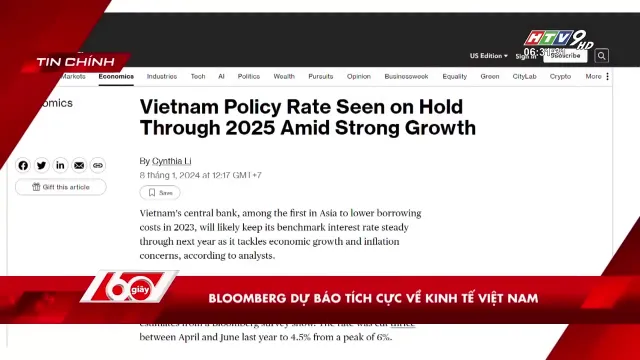 HTV9 HD
TIN CHÍNH
US Edition
Sign In
Subscribe
Markets Economics Industries Tech AI Politics Wealth Pursuits Opinion Businessweek Equality Green CityLab Crypto More
omics
Vietnam Policy Rate Seen on Hold
Through 2025 Amid Strong Growth
By Cynthia Li
8 tháng 1, 2024 at 12:17 GMT+7
Gift this article
Save
Vietnam's central bank, among the first in Asia to lower borrowing
costs in 2023, will likely keep its benchmark interest rate steady
through next year as it tackles economic growth and inflation
concerns, according to analysts.
60 giây
BLOOMBERG DỰ BÁO TÍCH CỰC VỀ KINH TẾ VIỆT NAM
estimates from a Bloomberg survey show. The rate was cut thrice
between April and June last year to 4.5% from a peak of 6%.